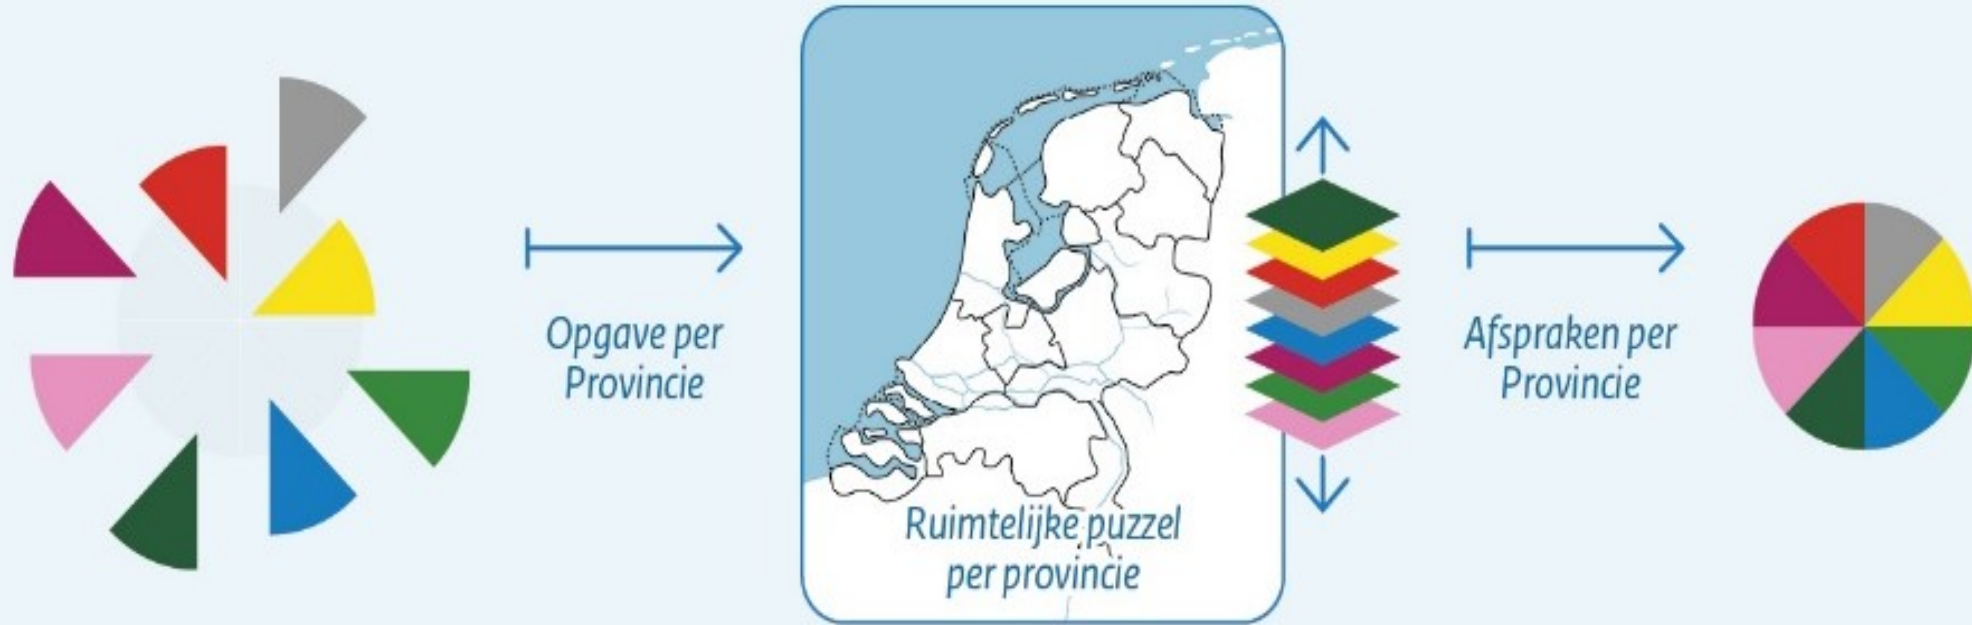 Opgave per
Provincie
Ruimtelijke puzzel
per provincie
Afspraken per
Provincie